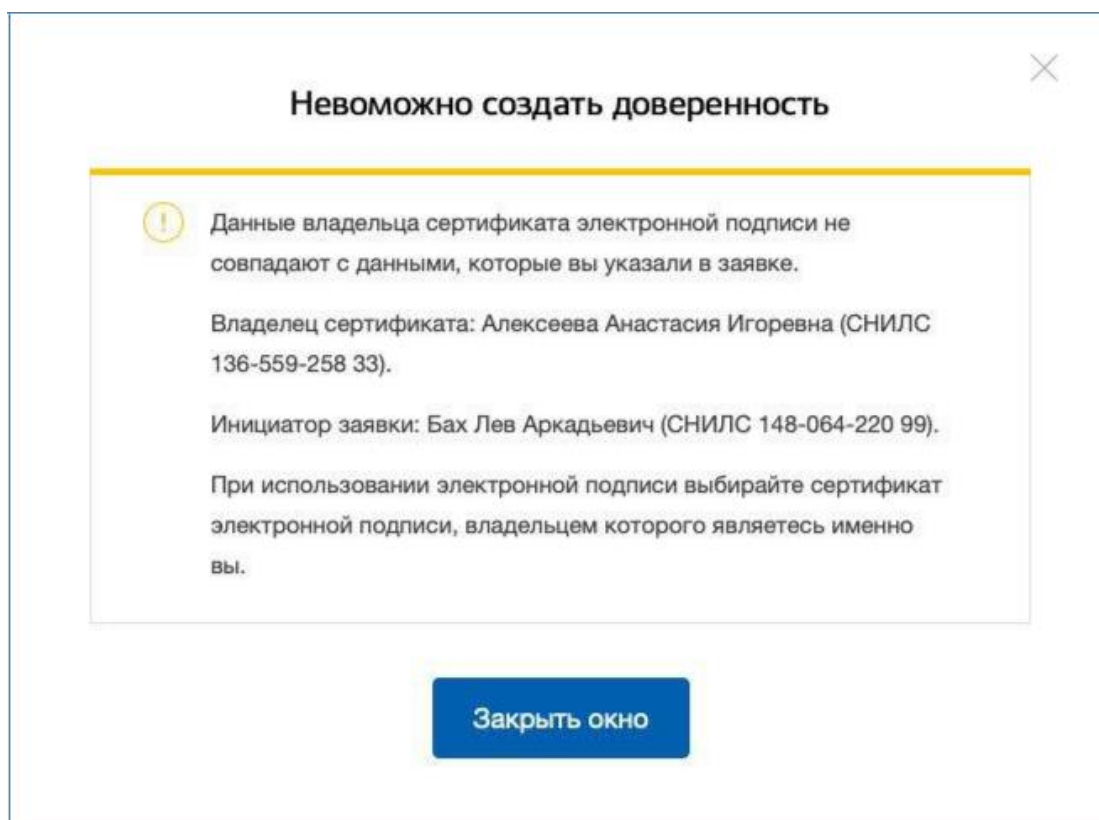 Невоможно создать доверенность
Данные владельца сертификата электронной подписи не
совпадают с данными, которые вы указали в заявке.
Владелец сертификата: Алексеева Анастасия Игоревна (СНИЛС
136-559-258 33).
Инициатор заявки: Бах Лев Аркадьевич (СНИЛС 148-064-220 99).
При использовании электронной подписи выбирайте сертификат
электронной подписи, владельцем которого являетесь именно
вы.
Закрыть окно